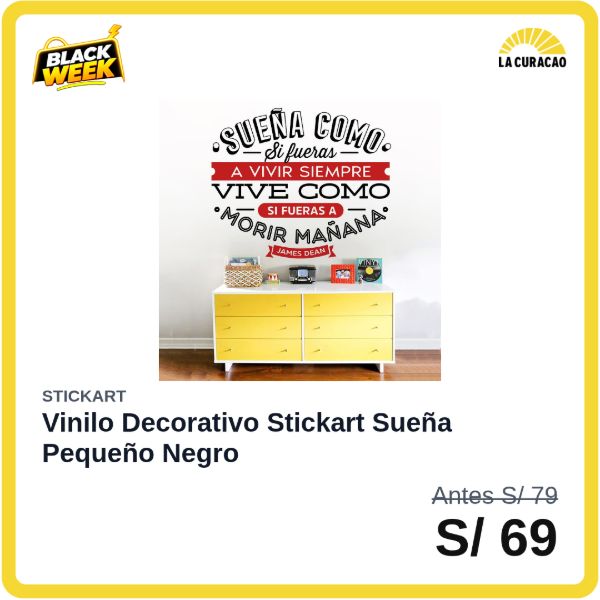 BLACK
WEEK
LA CURACAO
SUEÑA COMO
Si fueras
A VIVIR SIEMPRE
VIVE COMO
SI FUERAS A
MORIR MAÑANA
JAMES DEAN
STICKART
Vinilo Decorativo Stickart Sueña
Pequeño Negro
Antes S/ 79
S/ 69